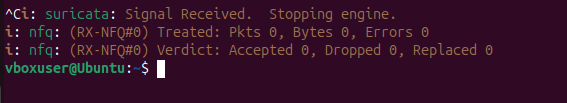 ^Ci: suricata: Signal Received.  Stopping engine.
i: nfq: (RX-NFQ#0) Treated: Pkts 0, Bytes 0, Errors 0
i: nfq: (RX-NFQ#0) Verdict: Accepted 0, Dropped 0, Replaced 0
vboxuser@Ubuntu:~$